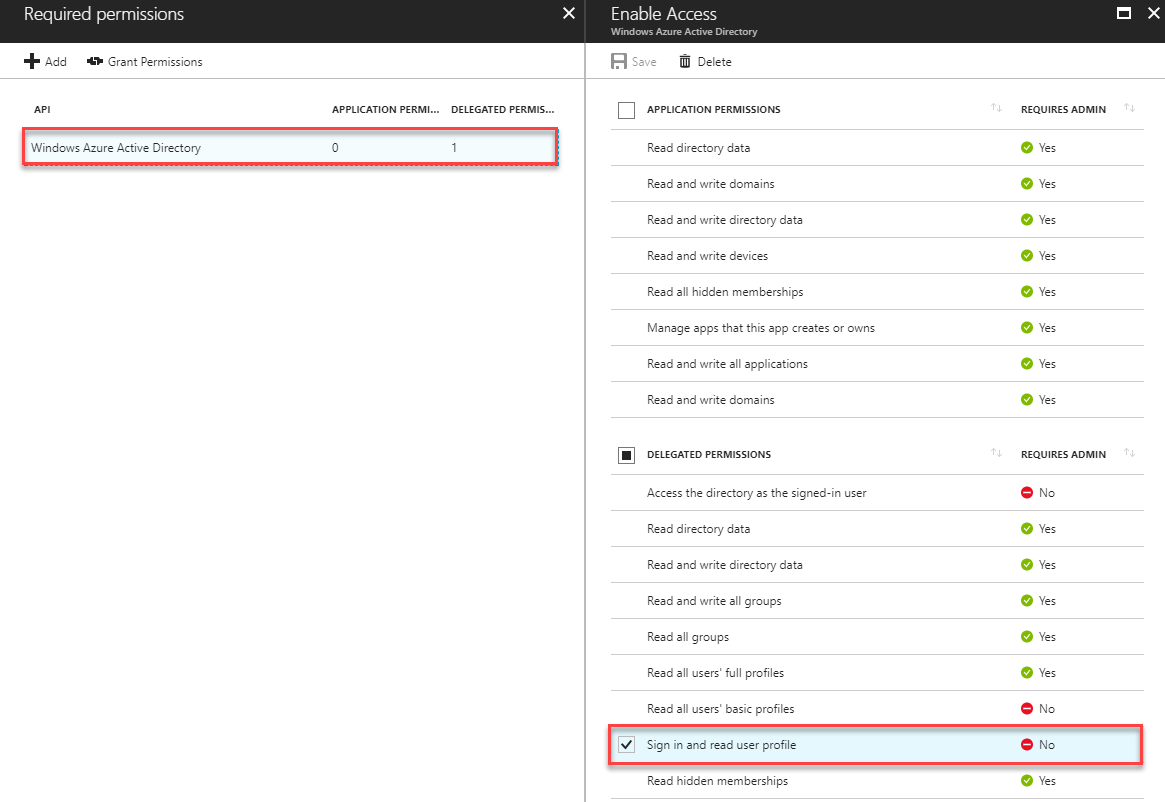 Required permissions
Add Grant Permissions
API APPLICATION PERMI... DELEGATED PERMIS...
Windows Azure Active Directory 0 1
Enable Access
Windows Azure Active Directory
Save Delete
APPLICATION PERMISSIONS REQUIRES ADMIN
Read directory data Yes
Read and write domains Yes
Read and write directory data Yes
Read and write devices Yes
Read all hidden memberships Yes
Manage apps that this app creates or owns Yes
Read and write all applications Yes
Read and write domains Yes
DELEGATED PERMISSIONS REQUIRES ADMIN
Access the directory as the signed-in user No
Read directory data Yes
Read and write directory data Yes
Read and write all groups Yes
Read all groups Yes
Read all users' full profiles Yes
Read all users' basic profiles No
Sign in and read user profile No
Read hidden memberships Yes